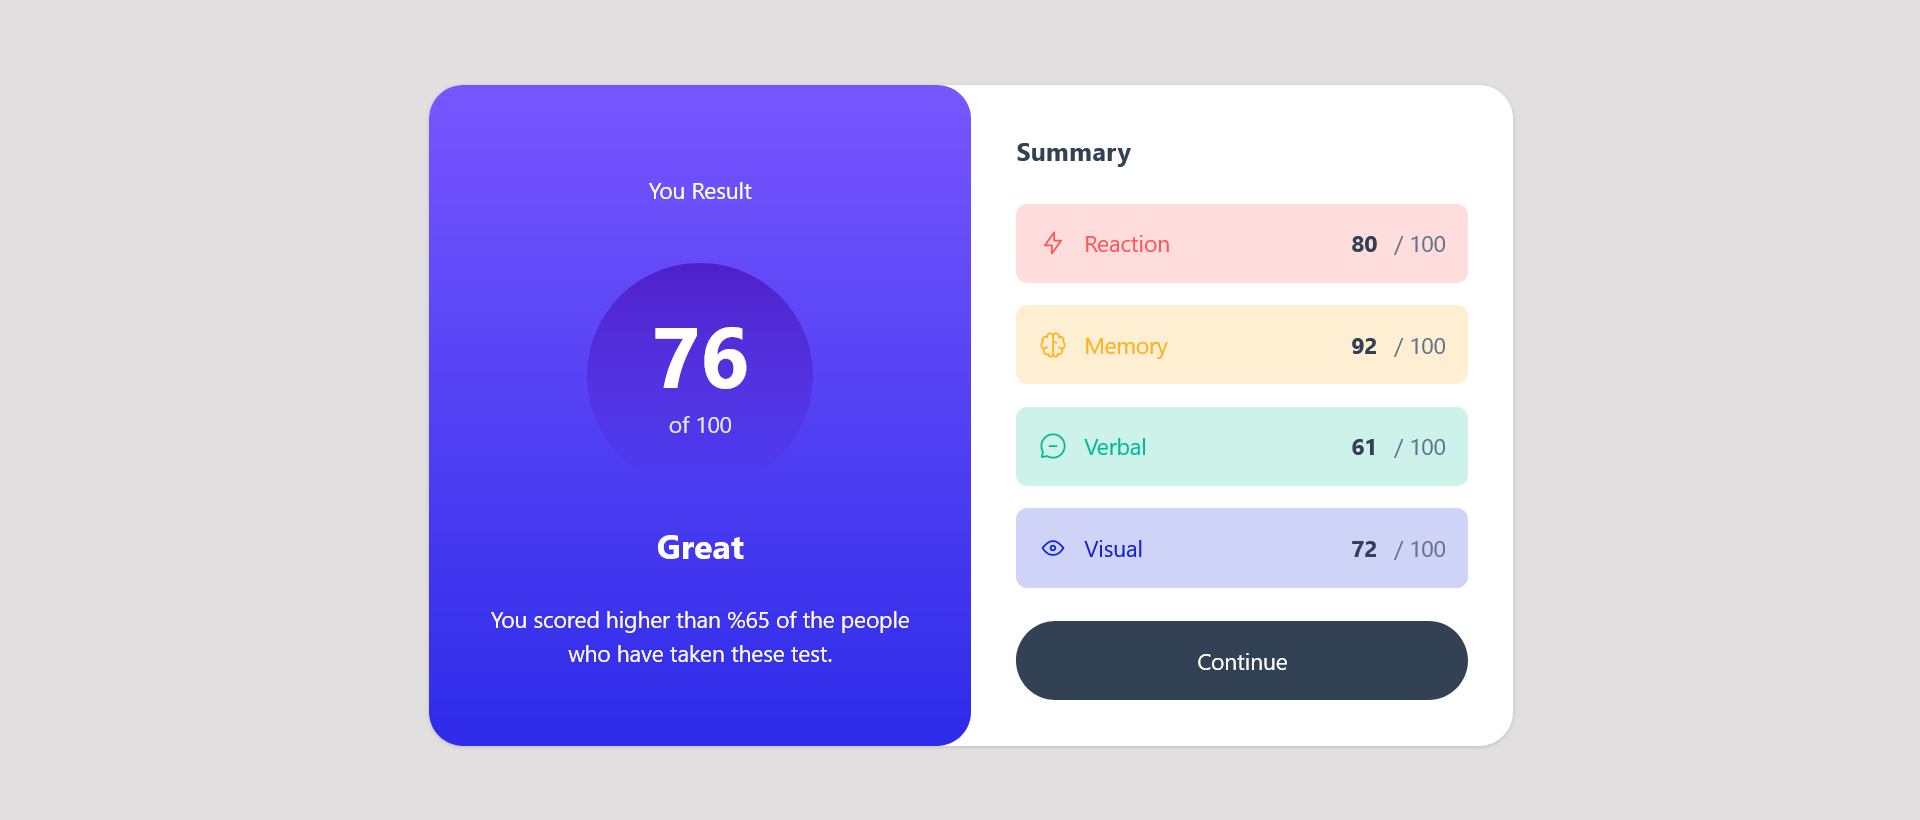 You Result
76
of 100
Great
You scored higher than %65 of the people
who have taken these test.
Summary
Reaction 80 / 100
Memory 92 / 100
Verbal 61 / 100
Visual 72 / 100
Continue